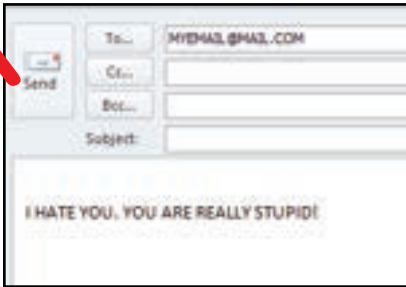 To...
MYEMAIL@MAIL.COM
Send
Cc...
Bcc...
Subject:
I HATE YOU. YOU ARE REALLY STUPID!